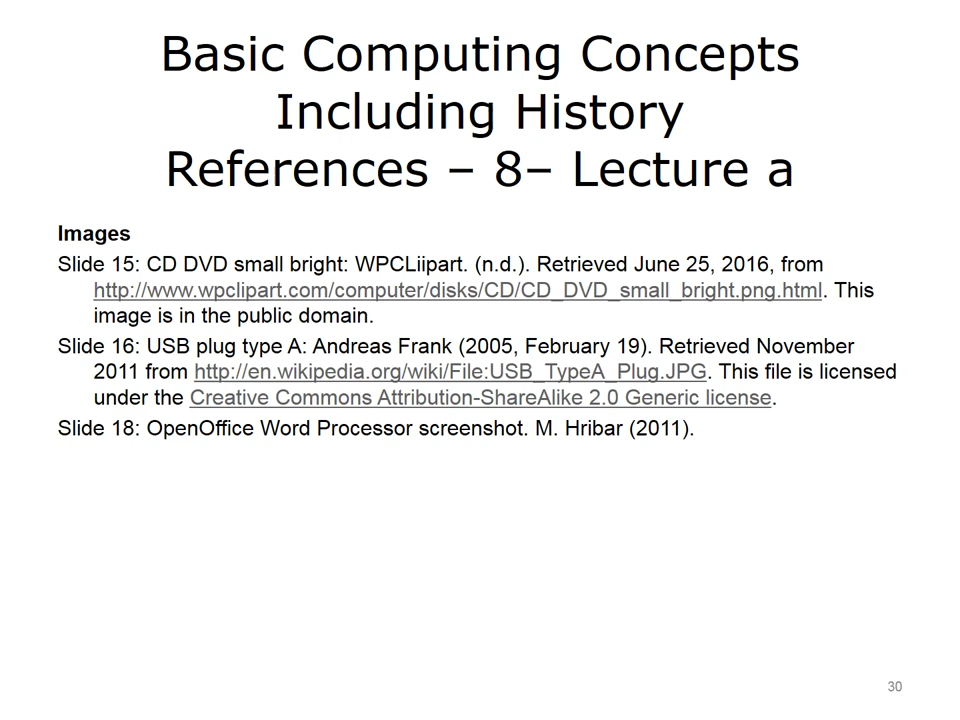 Basic Computing Concepts
Including History
References – 8– Lecture a
Images
Slide 15: CD DVD small bright: WPCLiipart. (n.d.). Retrieved June 25, 2016, from
http://www.wpclipart.com/computer/disks/CD/CD_DVD_small_bright.png.html. This
image is in the public domain.
Slide 16: USB plug type A: Andreas Frank (2005, February 19). Retrieved November
2011 from http://en.wikipedia.org/wiki/File:USB_TypeA_Plug.JPG. This file is licensed
under the Creative Commons Attribution-ShareAlike 2.0 Generic license.
Slide 18: OpenOffice Word Processor screenshot. M. Hribar (2011).
30